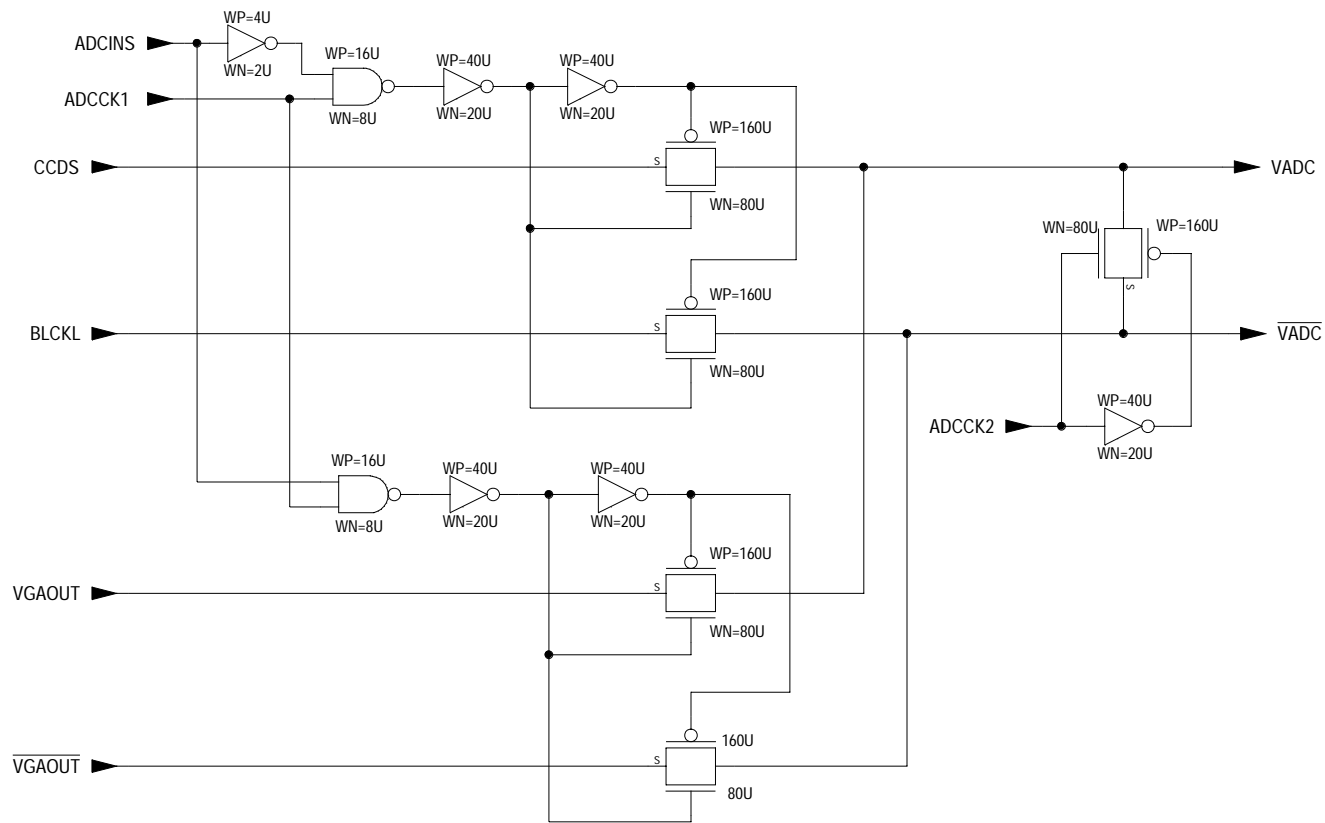 ADCINS
WP=4U
WN=2U
WP=16U
WP=40U
WP=40U
ADCCK1
WN=8U
WN=20U
WN=20U
WP=160U
CCDS
S
VADC
WN=80U
WN=80U
WP=160U
S
WP=160U
BLCKL
S
VADC
WN=80U
WP=40U
ADCCK2
WN=20U
WP=16U
WP=40U
WP=40U
WN=8U
WN=20U
WN=20U
WP=160U
VGAOUT
S
WN=80U
160U
VGAOUT
S
80U